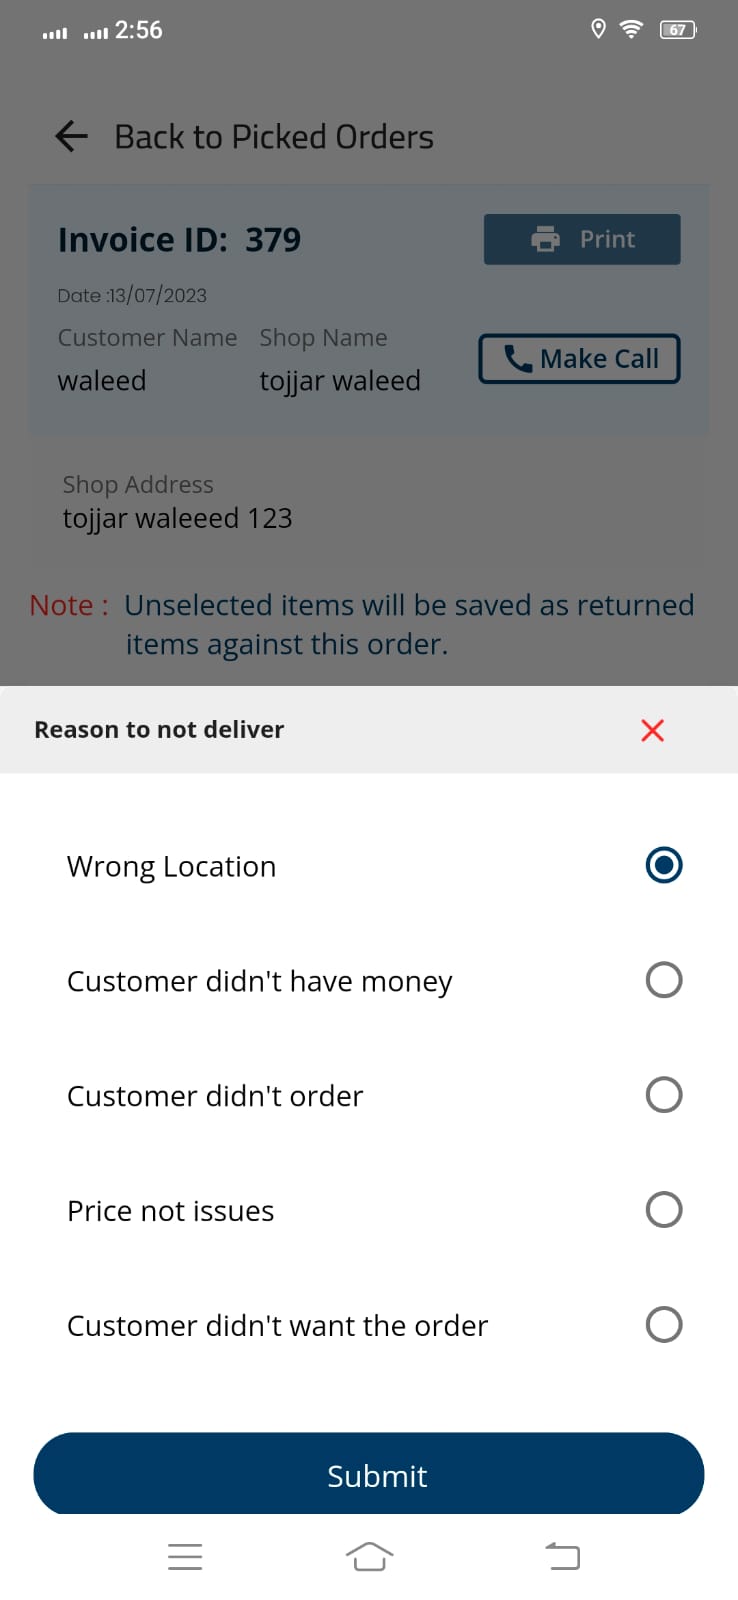 2:56
67
Back to Picked Orders
Invoice ID: 379
Print
Date :13/07/2023
Customer Name Shop Name
waleed tojjar waleed
Make Call
Shop Address
tojjar waleeed 123
Note : Unselected items will be saved as returned
items against this order.
Reason to not deliver
Wrong Location
Customer didn't have money
Customer didn't order
Price not issues
Customer didn't want the order
Submit